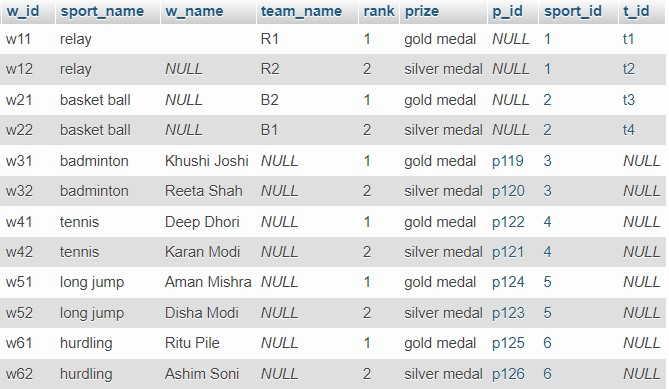 w_id sport_name w_name team_name rank prize p_id sport_id t_id
w11 relay R1 1 gold medal NULL 1 t1
w12 relay NULL R2 2 silver medal NULL 2 t2
w21 basket ball NULL B2 1 gold medal NULL 2 t3
w22 basket ball NULL B1 2 silver medal NULL 2 t4
w31 badminton Khushi Joshi NULL 1 gold medal p119 3 NULL
w32 badminton Reeta Shah NULL 2 silver medal p120 3 NULL
w41 tennis Deep Dhori NULL 1 gold medal p122 4 NULL
w42 tennis Karan Modi NULL 2 silver medal p121 4 NULL
w51 long jump Aman Mishra NULL 1 gold medal p124 5 NULL
w52 long jump Disha Modi NULL 2 silver medal p123 5 NULL
w61 hurdling Ritu Pile NULL 1 gold medal p125 6 NULL
w62 hurdling Ashim Soni NULL 2 silver medal p126 6 NULL